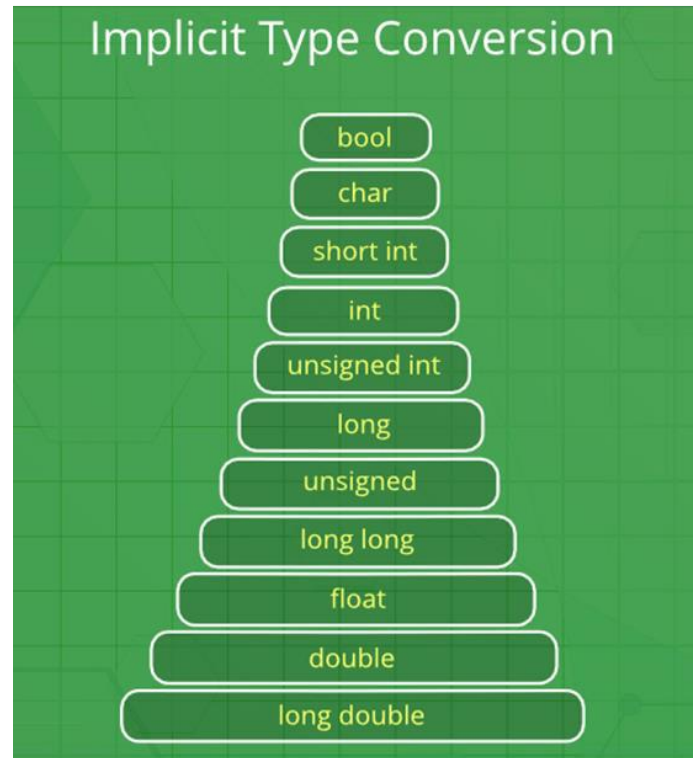 Implicit Type Conversion
bool
char
short int
int
unsigned int
long
unsigned
long long
float
double
long double